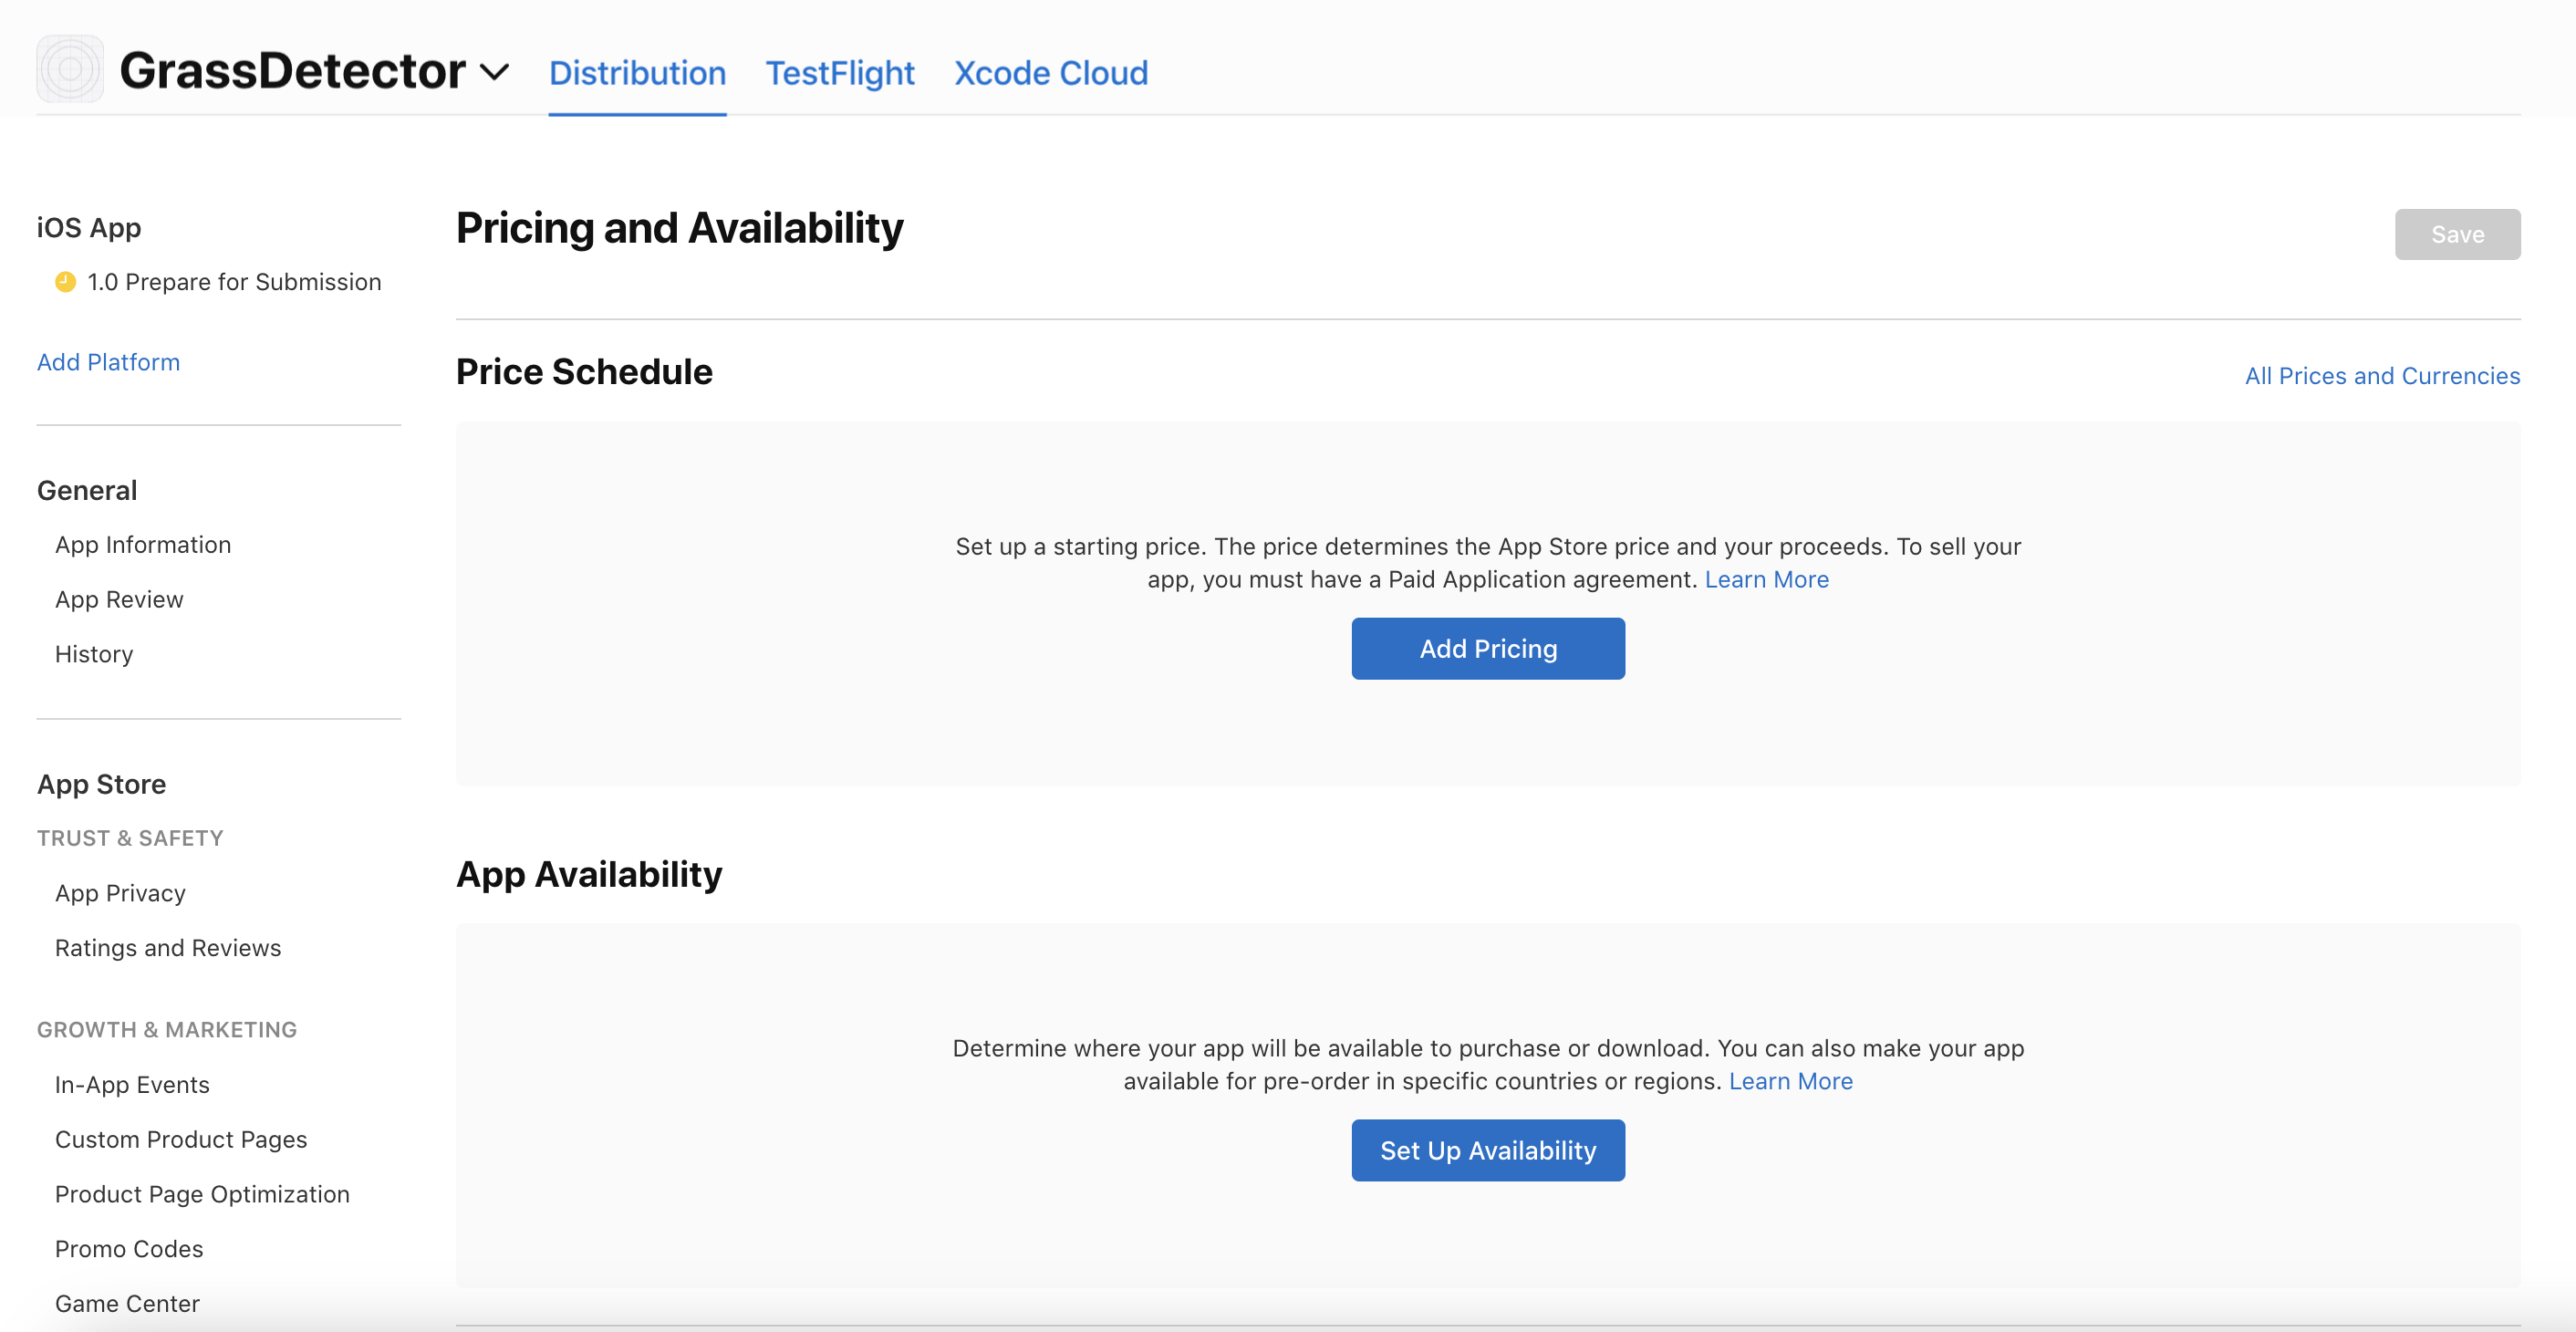 GrassDetector
Distribution
TestFlight
Xcode Cloud
iOS App
1.0 Prepare for Submission
Add Platform
General
App Information
App Review
History
App Store
TRUST & SAFETY
App Privacy
Ratings and Reviews
GROWTH & MARKETING
In-App Events
Custom Product Pages
Product Page Optimization
Promo Codes
Game Center
Pricing and Availability
Save
Price Schedule
All Prices and Currencies
Set up a starting price. The price determines the App Store price and your proceeds. To sell your
app, you must have a Paid Application agreement. Learn More
Add Pricing
App Availability
Determine where your app will be available to purchase or download. You can also make your app
available for pre-order in specific countries or regions. Learn More
Set Up Availability